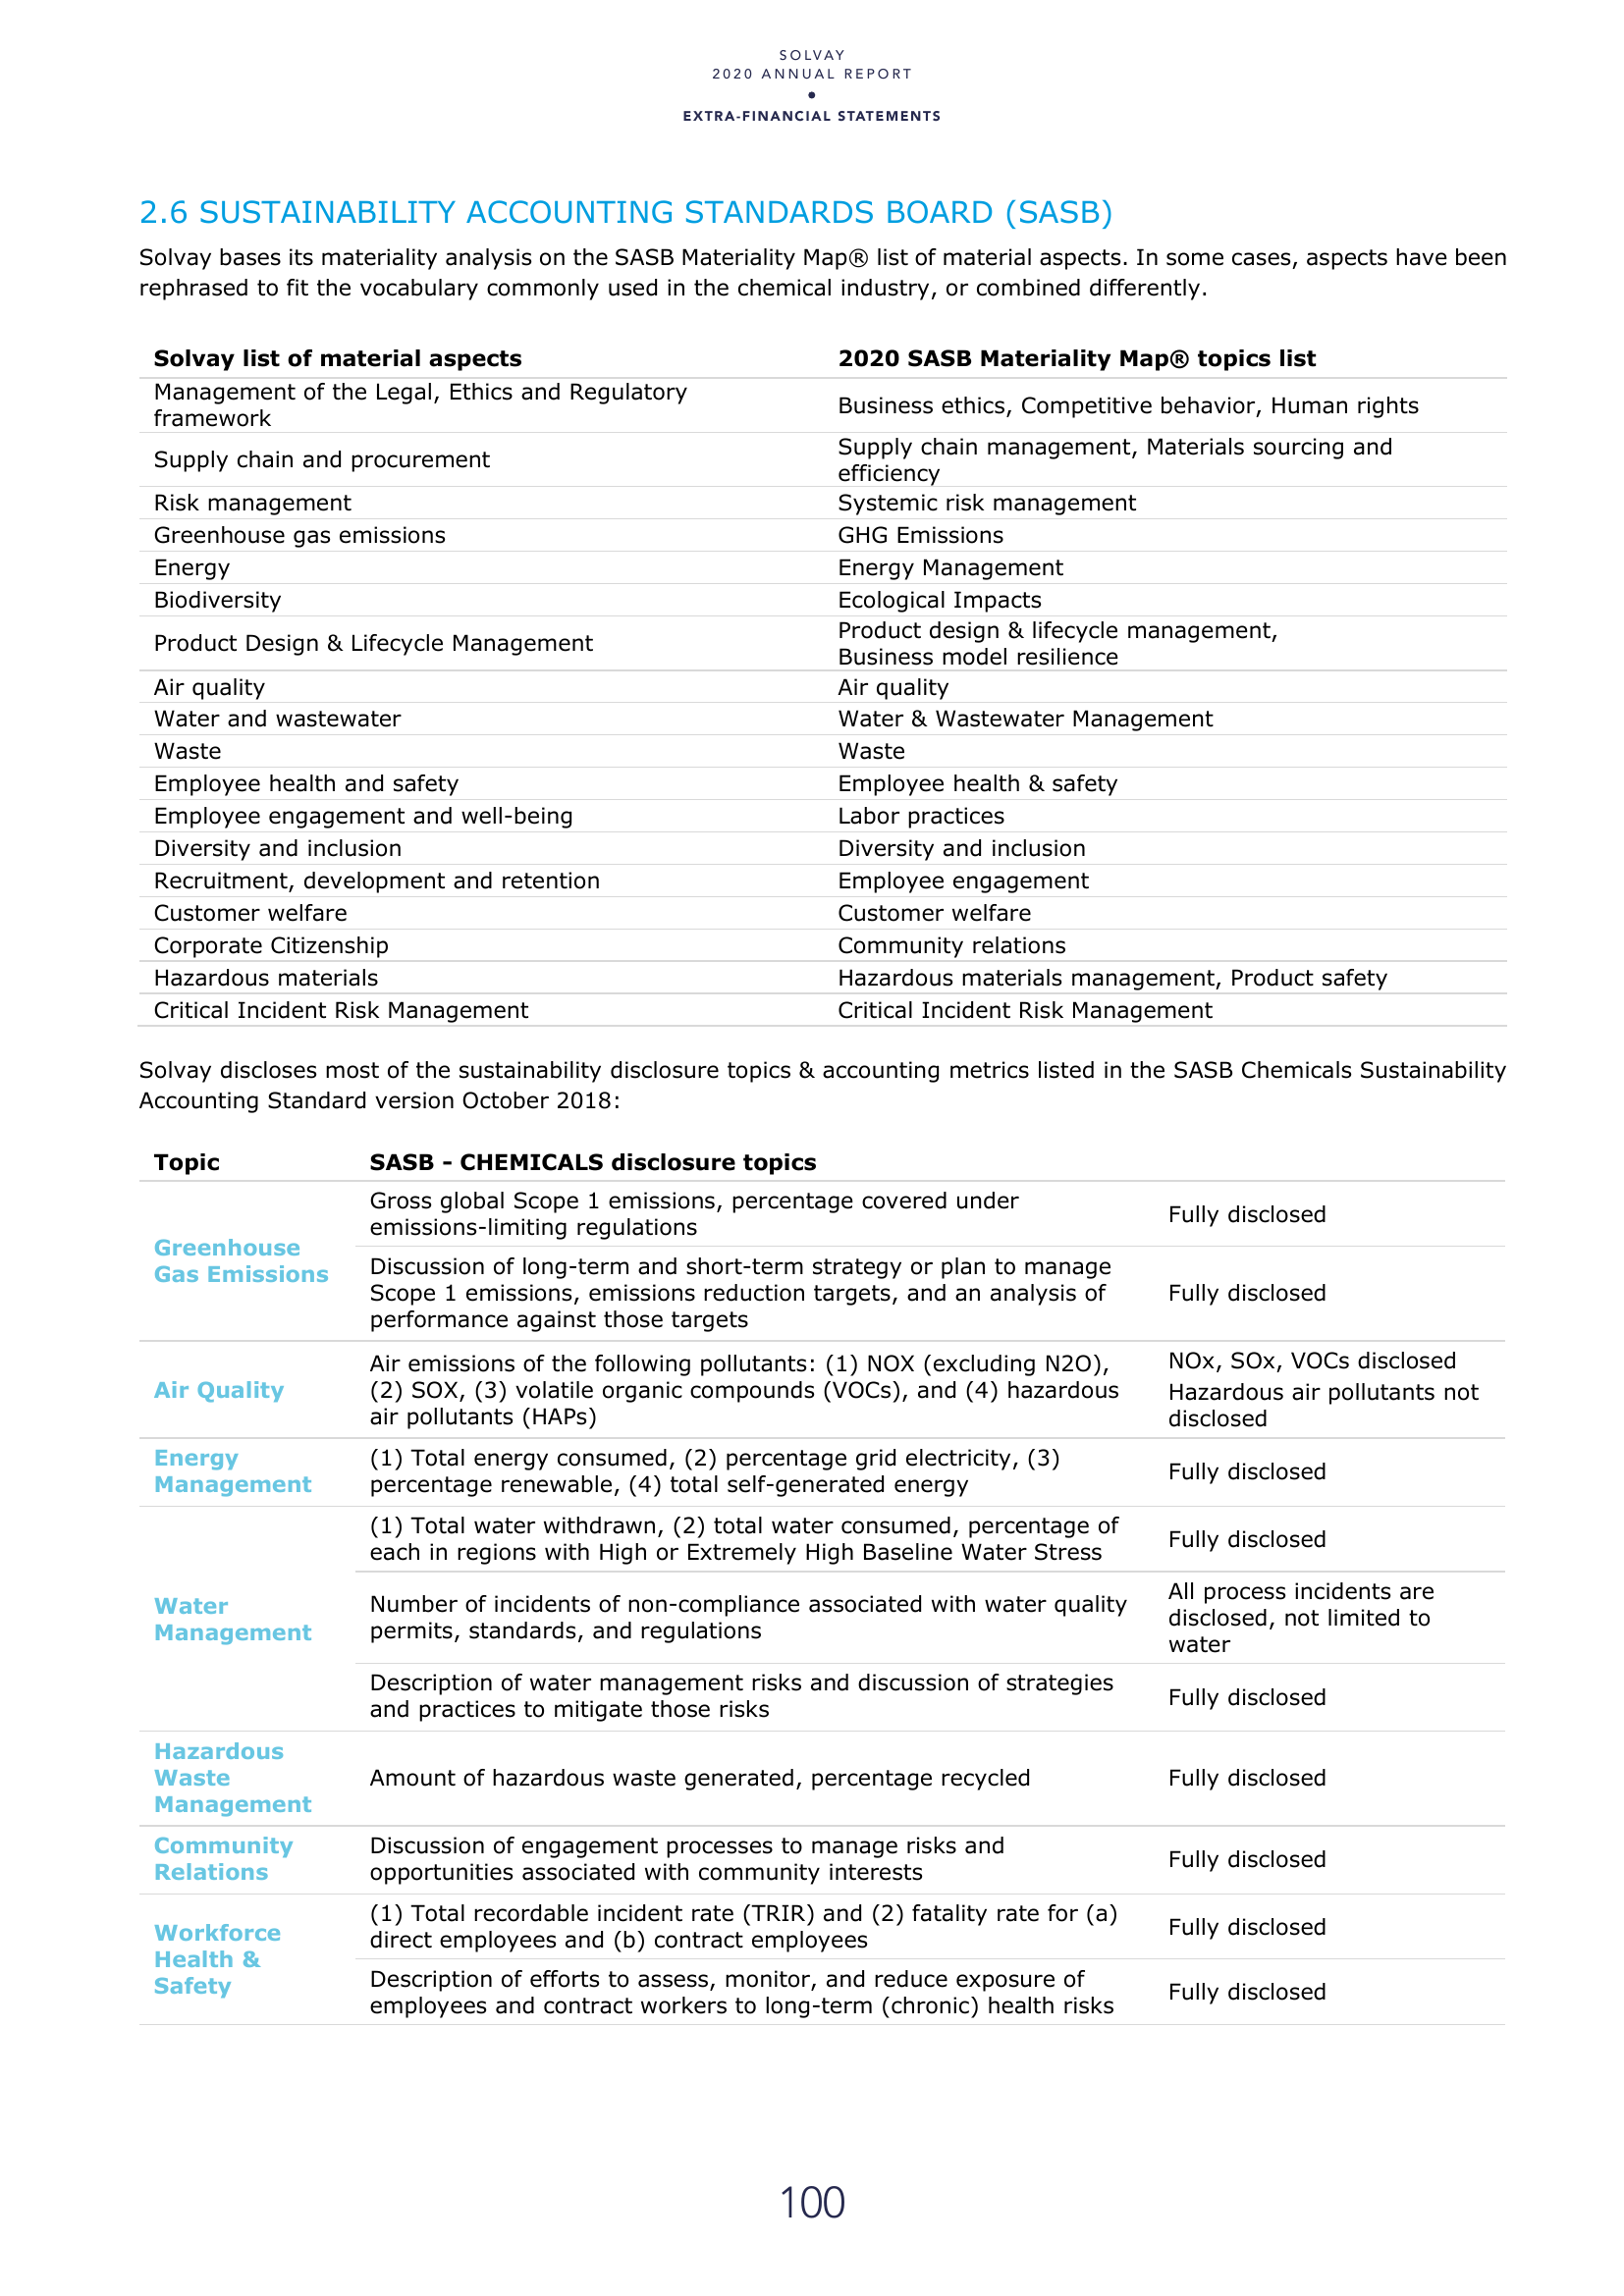 SOLVAY
2020 ANNUAL REPORT
•
EXTRA-FINANCIAL STATEMENTS
2.6 SUSTAINABILITY ACCOUNTING STANDARDS BOARD (SASB)
Solvay bases its materiality analysis on the SASB Materiality Map® list of material aspects. In some cases, aspects have been
rephrased to fit the vocabulary commonly used in the chemical industry, or combined differently.
Solvay list of material aspects
2020 SASB Materiality Map® topics list
Management of the Legal, Ethics and Regulatory
framework
Business ethics, Competitive behavior, Human rights
Supply chain and procurement
Supply chain management, Materials sourcing and
efficiency
Risk management
Systemic risk management
Greenhouse gas emissions
GHG Emissions
Energy
Energy Management
Biodiversity
Ecological Impacts
Product Design & Lifecycle Management
Product design & lifecycle management,
Business model resilience
Air quality
Air quality
Water and wastewater
Water & Wastewater Management
Waste
Waste
Employee health and safety
Employee health & safety
Employee engagement and well-being
Labor practices
Diversity and inclusion
Diversity and inclusion
Recruitment, development and retention
Employee engagement
Customer welfare
Customer welfare
Corporate Citizenship
Community relations
Hazardous materials
Hazardous materials management, Product safety
Critical Incident Risk Management
Critical Incident Risk Management
Solvay discloses most of the sustainability disclosure topics & accounting metrics listed in the SASB Chemicals Sustainability
Accounting Standard version October 2018:
Topic
SASB - CHEMICALS disclosure topics
Greenhouse
Gas Emissions
Gross global Scope 1 emissions, percentage covered under
emissions-limiting regulations
Fully disclosed
Discussion of long-term and short-term strategy or plan to manage
Scope 1 emissions, emissions reduction targets, and an analysis of
performance against those targets
Fully disclosed
Air Quality
Air emissions of the following pollutants: (1) NOX (excluding N2O),
(2) SOX, (3) volatile organic compounds (VOCs), and (4) hazardous
air pollutants (HAPs)
NOx, SOx, VOCs disclosed
Hazardous air pollutants not
disclosed
Energy
Management
(1) Total energy consumed, (2) percentage grid electricity, (3)
percentage renewable, (4) total self-generated energy
Fully disclosed
Water
Management
(1) Total water withdrawn, (2) total water consumed, percentage of
each in regions with High or Extremely High Baseline Water Stress
Fully disclosed
Number of incidents of non-compliance associated with water quality
permits, standards, and regulations
All process incidents are
disclosed, not limited to
water
Description of water management risks and discussion of strategies
and practices to mitigate those risks
Fully disclosed
Hazardous
Waste
Management
Amount of hazardous waste generated, percentage recycled
Fully disclosed
Community
Relations
Discussion of engagement processes to manage risks and
opportunities associated with community interests
Fully disclosed
Workforce
Health &
Safety
(1) Total recordable incident rate (TRIR) and (2) fatality rate for (a)
direct employees and (b) contract employees
Fully disclosed
Description of efforts to assess, monitor, and reduce exposure of
employees and contract workers to long-term (chronic) health risks
Fully disclosed
100